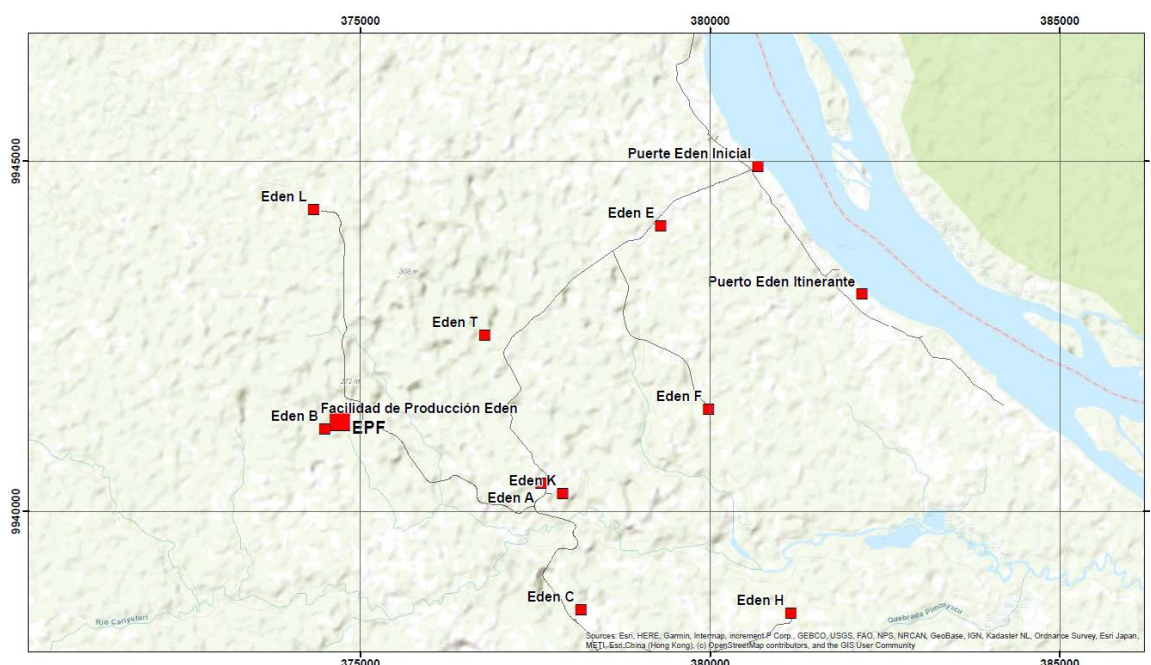 375000
380000
385000
9945000
Puerte Eden Inicial
Eden L
Eden E
308 m
Puerto Eden Itinerante
Eden T
272 m
Facilidad de Producción Eden
Eden B
EPF
Eden F
Eden K
Eden A
9940000
Eden C
Eden H
Rio Cariyuturi
Quebrada Pimonyacu
Sources: Esri, HERE, Garmin, Intermap, increment P Corp., GEBCO, USGS, FAO, NPS, NRCAN, GeoBase, IGN, Kadaster NL, Ordnance Survey, Esri Japan,
METI, Esri China (Hong Kong), (c) OpenStreetMap contributors, and the GIS User Community
375000
380000
385000